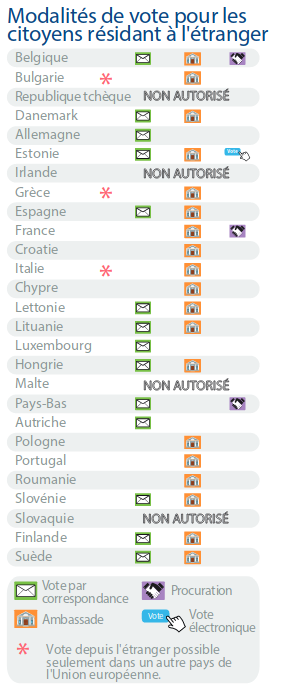 Modalités de vote pour les
citoyens résidant à l'étranger
Belgique
Bulgarie
Republique tchèque NON AUTORISÉ
Danemark
Allemagne
Estonie Vote
Irlande NON AUTORISÉ
Grèce
Espagne
France
Croatie
Italie
Chypre
Lettonie
Lituanie
Luxembourg
Hongrie
Malte NON AUTORISÉ
Pays-Bas
Autriche
Pologne
Portugal
Roumanie
Slovénie
Slovaquie NON AUTORISÉ
Finlande
Suède
Vote par
correspondance
Procuration
Ambassade
Vote
Vote
électronique
Vote depuis l'étranger possible
seulement dans un autre pays de
l'Union européenne.